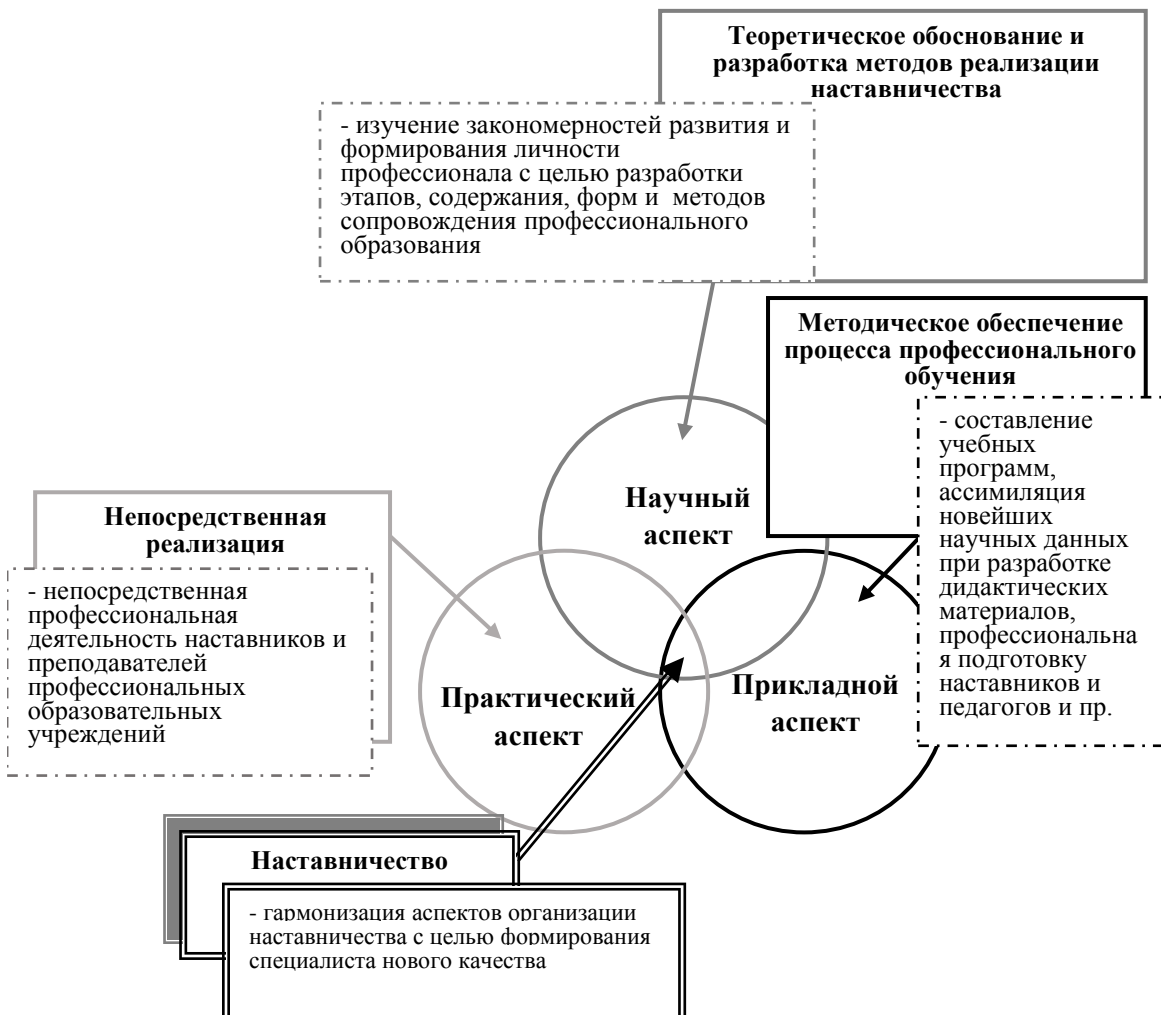 Теоретическое обоснование и
разработка методов реализации
наставничества
- изучение закономерностей развития и
формирования личности
профессионала с целью разработки
этапов, содержания, форм и методов
сопровождения профессионального
образования
Методическое обеспечение
процесса профессионального
обучения
- составление
учебных
программ,
ассимиляция
новейших
научных данных
при разработке
дидактических
материалов,
профессиональна
я подготовку
наставников и
педагогов и пр.
Научный
аспект
Непосредственная
реализация
- непосредственная
профессиональная
деятельность наставников и
преподавателей
профессиональных
образовательных
учреждений
Практический
аспект
Прикладной
аспект
Наставничество
- гармонизация аспектов организации
наставничества с целью формирования
специалиста нового качества